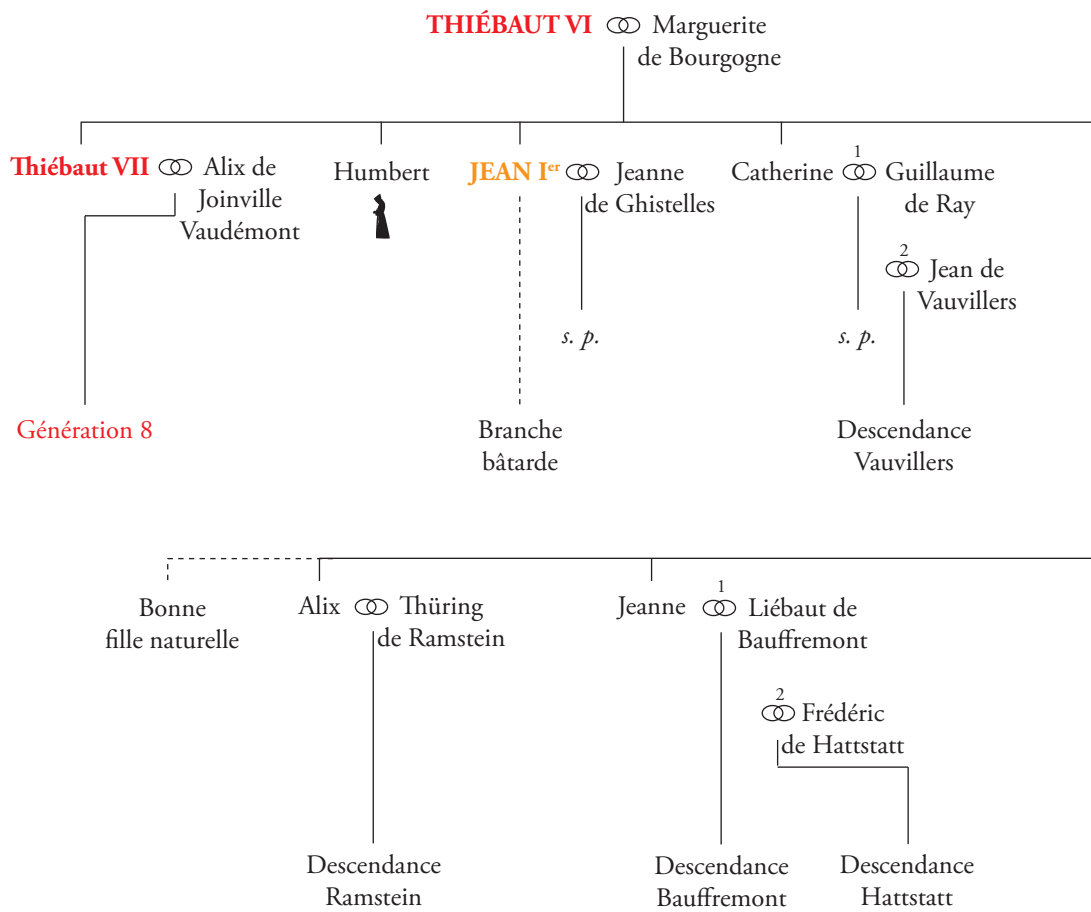 THIÉBAUT VI Marguerite
de Bourgogne
Thiébaut VII Alix de
Joinville
Vaudémont
Humbert
JEAN Ier Jeanne
de Ghistelles
s. p.
Catherine 1 Guillaume
de Ray
2 Jean de
Vauvillers
s. p.
Génération 8
Branche
bâtarde
Descendance
Vauvillers
Bonne
fille naturelle
Alix Thüring
de Ramstein
Jeanne 1 Liébaut de
Bauffremont
2 Frédéric
de Hattstatt
Descendance
Ramstein
Descendance
Bauffremont
Descendance
Hattstatt